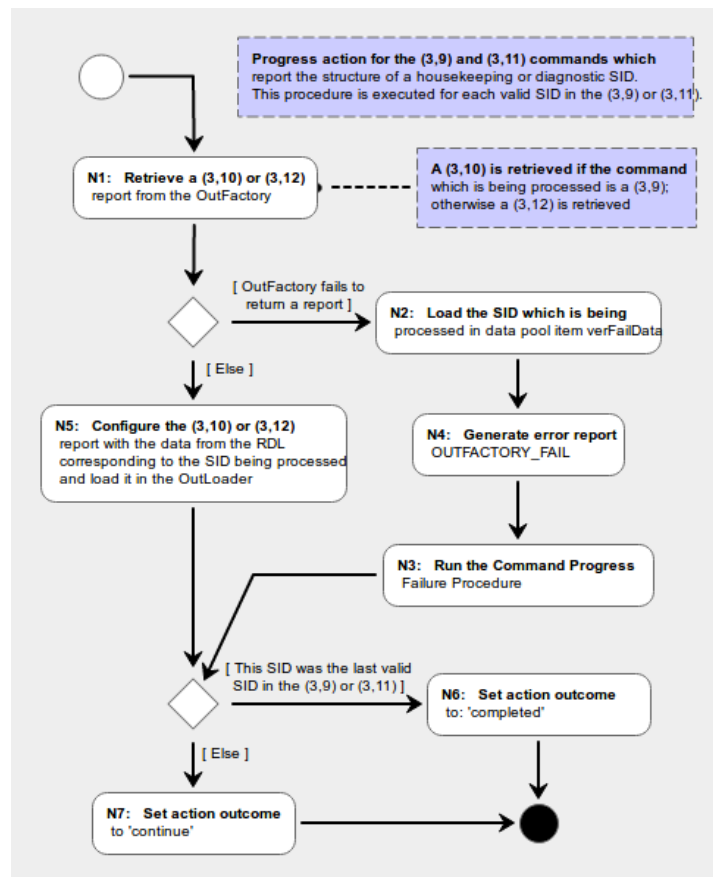 Progress action for the (3,9) and (3,11) commands which
report the structure of a housekeeping or diagnostic SID.
This procedure is executed for each valid SID in the (3,9) or (3,11).
N1: Retrieve a (3,10) or (3,12)
report from the OutFactory
A (3,10) is retrieved if the command
which is being processed is a (3,9);
otherwise a (3,12) is retrieved
[ OutFactory fails to
return a report ]
N2: Load the SID which is being
processed in data pool item verFailData
[ Else ]
N5: Configure the (3,10) or (3,12)
report with the data from the RDL
corresponding to the SID being processed
and load it in the OutLoader
N4: Generate error report
OUTFACTORY_FAIL
N3: Run the Command Progress
Failure Procedure
[ This SID was the last valid
SID in the (3,9) or (3,11) ]
N6: Set action outcome
to: 'completed'
[ Else ]
N7: Set action outcome
to 'continue'